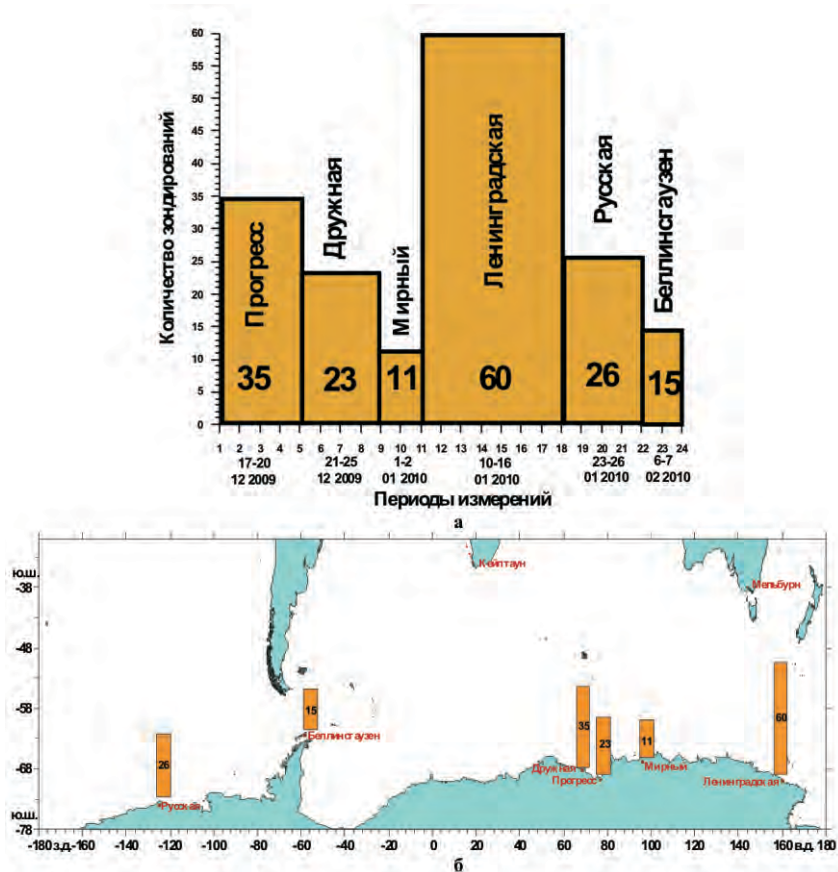 60
55
50
45
40
35
30
25
20
15
10
5
0
Количество зондирований
Прогресс
35
Дружная
23
Мирный
11
Ленинградская
60
Русская
26
Беллинсгаузен
15
1 2 3 4 5 6 7 8 9 10 11 12 13 14 15 16 17 18 19 20 21 22 23 24
17-20 21-25 1-2 10-16 23-26 6-7
12 2009 12 2009 01 2010 01 2010 01 2010 02 2010
Периоды измерений
а
Кейптаун
ю.ш.
-38
Мельбурн
-48
-58
-68
ю.ш.
-78
26
Русская
15
Беллинсгаузен
35
Дружная
23
Прогресс
11
Мирный
60
Ленинградская
-180 з.д. -160 -140 -120 -100 -80 -60 -40 -20 0 20 40 60 80 100 120 140 160 в.д. 180
б